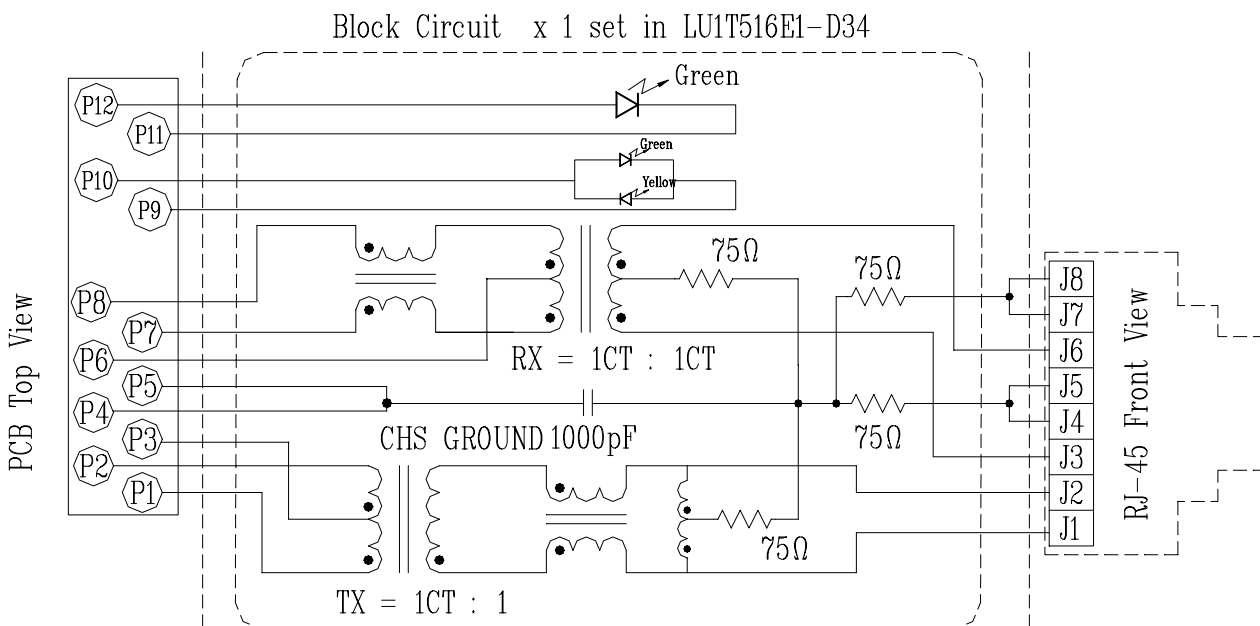 Block Circuit x 1 set in LU1T516E1-D34
P12
P11
P10
P9
P8
P7
P6
P5
P4
P3
P2
P1
PCB Top View
Green
Green
Yellow
75Ω
75Ω
RX = 1CT : 1CT
75Ω
CHS GROUND 1000pF
75Ω
TX = 1CT : 1
J8
J7
J6
J5
J4
J3
J2
J1
RJ-45 Front View